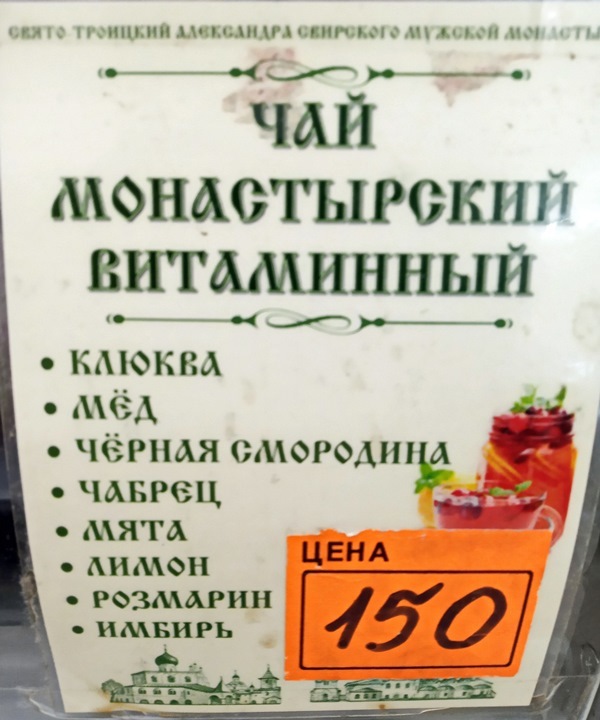 СВЯТО-ТРОИЦКИЙ АЛЕКСАНДРА СВИРСКОГО МУЖСКОЙ МОНАСТЫ
ЧАЙ
МОНАСТЫРСКИЙ
ВИТАМИННЫЙ
• КЛЮКВА
• МЁД
• ЧЁРНАЯ СМОРОДИНА
• ЧАБРЕЦ
• МЯТА
• ЛИМОН
• РОЗМАРИН
• ИМБИРЬ
ЦЕНА
150